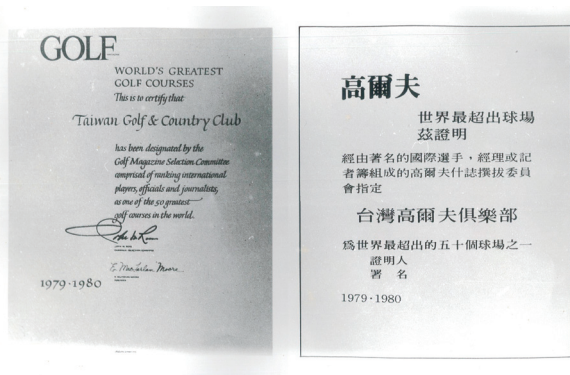 GOLF
WORLD'S GREATEST
GOLF COURSES
This is to certify that
Taiwan Golf & Country Club
has been designated by the
Golf Magazine Selection Committee
comprised of ranking international
players, officials and journalists,
as one of the 50 greatest
golf courses in the world.
E. MacFarlan Moore
1979-1980
高爾夫
世界最超出球場
茲證明
經由著名的國際選手，經理或記
者籌組成的高爾夫什誌撰拔委員
會指定
台灣高爾夫俱樂部
爲世界最超出的五十個球場之一
證明人
署 名
1979·1980